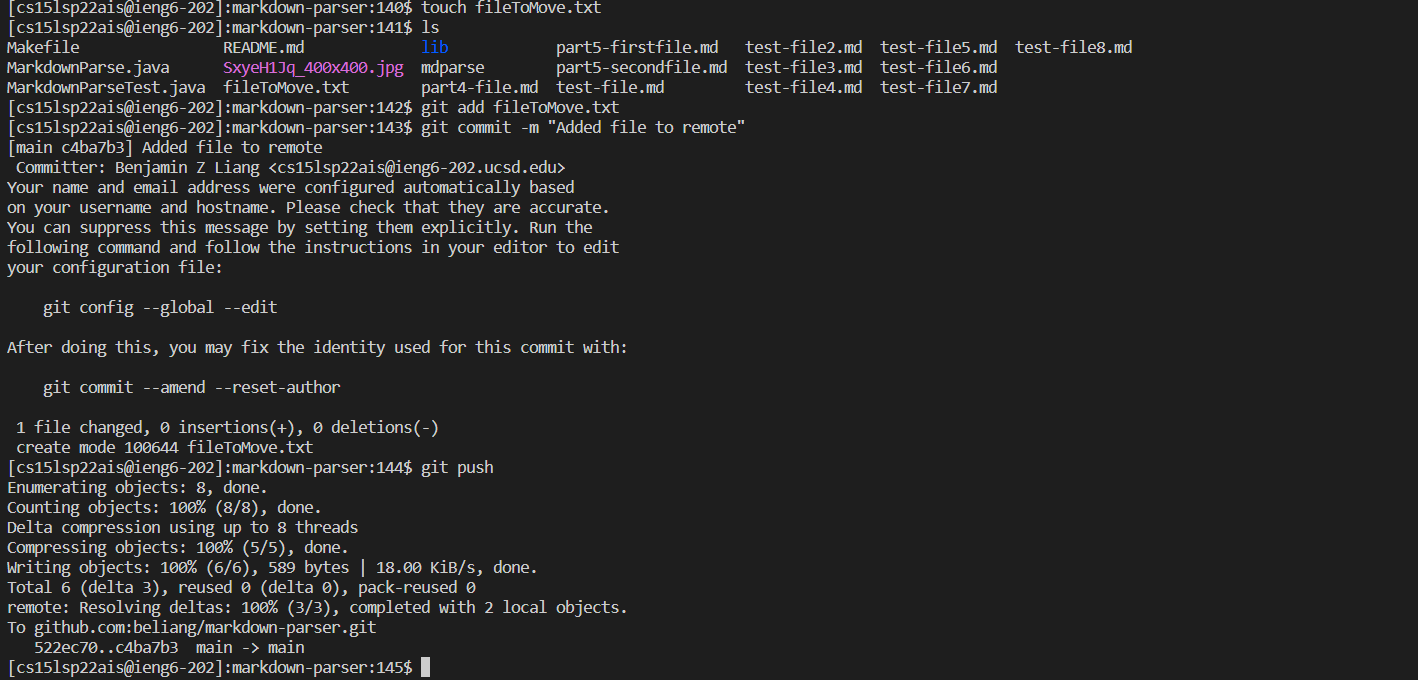 [cs15lsp22ais@ieng6-202]:markdown-parser:140$ touch fileToMove.txt
[cs15lsp22ais@ieng6-202]:markdown-parser:141$ ls
Makefile                README.md             lib            part5-firstfile.md   test-file2.md  test-file5.md  test-file8.md
MarkdownParse.java      SxyeH1Jq_400x400.jpg  mdparse        part5-secondfile.md  test-file3.md  test-file6.md
MarkdownParseTest.java  fileToMove.txt        part4-file.md  test-file.md         test-file4.md  test-file7.md
[cs15lsp22ais@ieng6-202]:markdown-parser:142$ git add fileToMove.txt
[cs15lsp22ais@ieng6-202]:markdown-parser:143$ git commit -m "Added file to remote"
[main c4ba7b3] Added file to remote
 Committer: Benjamin Z Liang <cs15lsp22ais@ieng6-202.ucsd.edu>
Your name and email address were configured automatically based
on your username and hostname. Please check that they are accurate.
You can suppress this message by setting them explicitly. Run the
following command and follow the instructions in your editor to edit
your configuration file:

    git config --global --edit

After doing this, you may fix the identity used for this commit with:

    git commit --amend --reset-author

 1 file changed, 0 insertions(+), 0 deletions(-)
 create mode 100644 fileToMove.txt
[cs15lsp22ais@ieng6-202]:markdown-parser:144$ git push
Enumerating objects: 8, done.
Counting objects: 100% (8/8), done.
Delta compression using up to 8 threads
Compressing objects: 100% (5/5), done.
Writing objects: 100% (6/6), 589 bytes | 18.00 KiB/s, done.
Total 6 (delta 3), reused 0 (delta 0), pack-reused 0
remote: Resolving deltas: 100% (3/3), completed with 2 local objects.
To github.com:beliang/markdown-parser.git
   522ec70..c4ba7b3  main -> main
[cs15lsp22ais@ieng6-202]:markdown-parser:145$